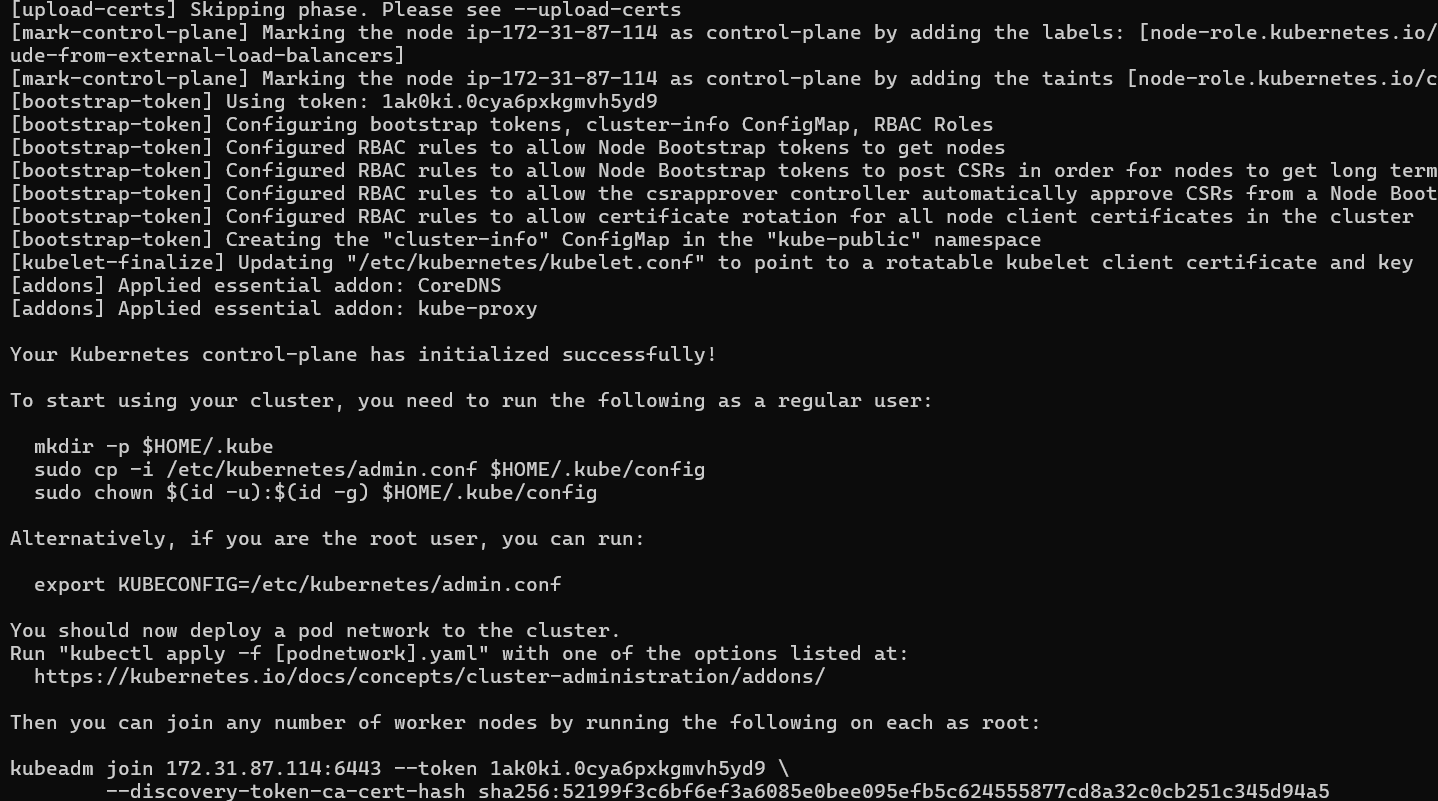 [upload-certs] Skipping phase. Please see --upload-certs
[mark-control-plane] Marking the node ip-172-31-87-114 as control-plane by adding the labels: [node-role.kubernetes.io/
ude-from-external-load-balancers]
[mark-control-plane] Marking the node ip-172-31-87-114 as control-plane by adding the taints [node-role.kubernetes.io/c
[bootstrap-token] Using token: 1ak0ki.0cya6pxkgmvh5yd9
[bootstrap-token] Configuring bootstrap tokens, cluster-info ConfigMap, RBAC Roles
[bootstrap-token] Configured RBAC rules to allow Node Bootstrap tokens to get nodes
[bootstrap-token] Configured RBAC rules to allow Node Bootstrap tokens to post CSRs in order for nodes to get long term
[bootstrap-token] Configured RBAC rules to allow the csrapprover controller automatically approve CSRs from a Node Boot
[bootstrap-token] Configured RBAC rules to allow certificate rotation for all node client certificates in the cluster
[bootstrap-token] Creating the "cluster-info" ConfigMap in the "kube-public" namespace
[kubelet-finalize] Updating "/etc/kubernetes/kubelet.conf" to point to a rotatable kubelet client certificate and key
[addons] Applied essential addon: CoreDNS
[addons] Applied essential addon: kube-proxy
Your Kubernetes control-plane has initialized successfully!
To start using your cluster, you need to run the following as a regular user:
mkdir -p $HOME/.kube
sudo cp -i /etc/kubernetes/admin.conf $HOME/.kube/config
sudo chown $(id -u):$(id -g) $HOME/.kube/config
Alternatively, if you are the root user, you can run:
export KUBECONFIG=/etc/kubernetes/admin.conf
You should now deploy a pod network to the cluster.
Run "kubectl apply -f [podnetwork].yaml" with one of the options listed at:
https://kubernetes.io/docs/concepts/cluster-administration/addons/
Then you can join any number of worker nodes by running the following on each as root:
kubeadm join 172.31.87.114:6443 --token 1ak0ki.0cya6pxkgmvh5yd9 \
--discovery-token-ca-cert-hash sha256:52199f3c6bf6ef3a6085e0bee095efb5c624555877cd8a32c0cb251c345d94a5